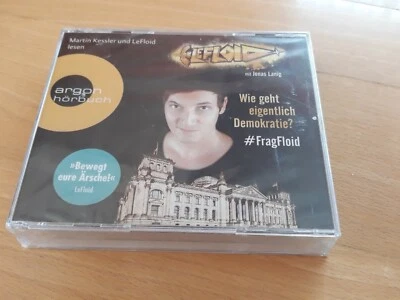 Martin Kessler und LeFloid
lesen
LEFLOID
mit Jonas Lanig
argon
hörbuch
Wie geht
eigentlich
Demokratie?
#FragFloid
»Bewegt
eure Ärsche!«
LeFloid